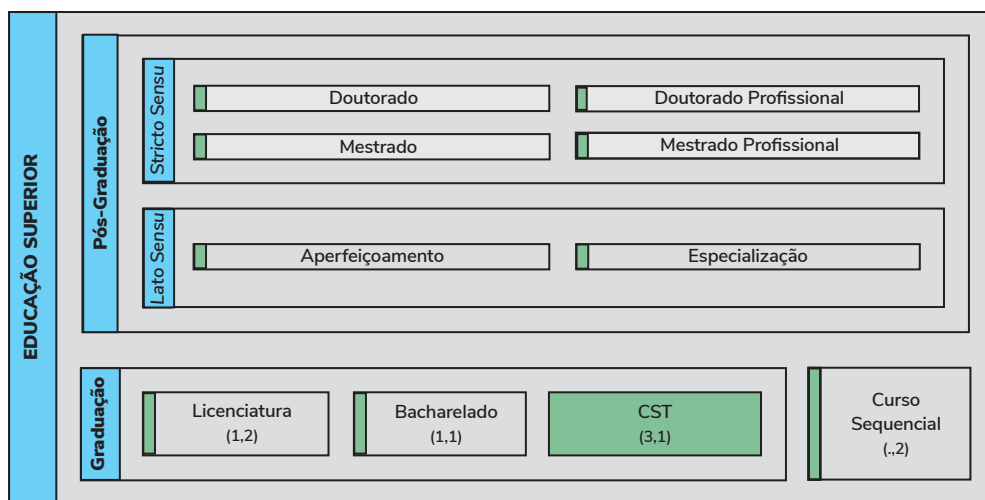 EDUCAÇÃO SUPERIOR
Pós-Graduação
Stricto Sensu
Doutorado
Doutorado Profissional
Mestrado
Mestrado Profissional
Lato Sensu
Aperfeiçoamento
Especialização
Graduação
Licenciatura
(1,2)
Bacharelado
(1,1)
CST
(3,1)
Curso
Sequencial
(.,2)